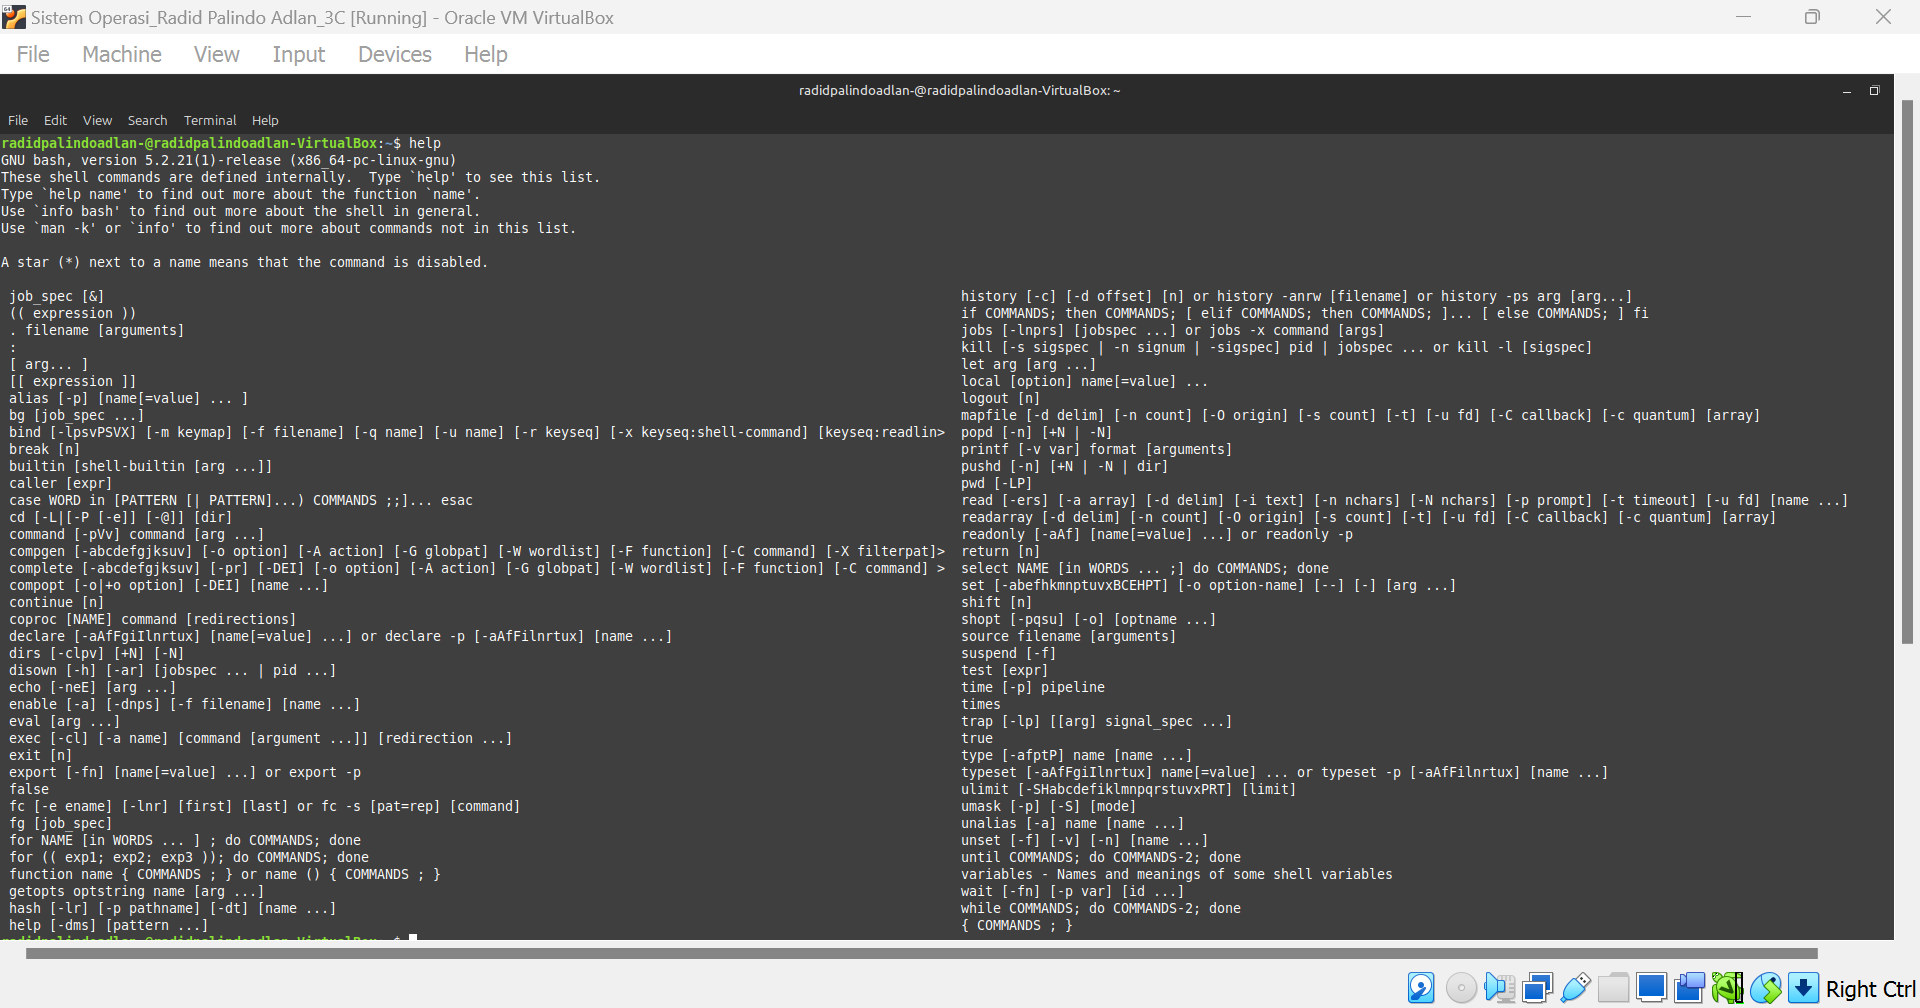 Sistem Operasi_Radid Palindo Adlan_3C [Running] - Oracle VM VirtualBox
File Machine View Input Devices Help
radidpalindoadlan-@radidpalindoadlan-VirtualBox: ~
File Edit View Search Terminal Help
radidpalindoadlan-@radidpalindoadlan-VirtualBox:~$ help
GNU bash, version 5.2.21(1)-release (x86_64-pc-linux-gnu)
These shell commands are defined internally.  Type `help' to see this list.
Type `help name' to find out more about the function `name'.
Use `info bash' to find out more about the shell in general.
Use `man -k' or `info' to find out more about commands not in this list.
A star (*) next to a name means that the command is disabled.
job_spec [&]
(( expression ))
. filename [arguments]
:
[ arg... ]
[[ expression ]]
alias [-p] [name[=value] ... ]
bg [job_spec ...]
bind [-lpsvPSVX] [-m keymap] [-f filename] [-q name] [-u name] [-r keyseq] [-x keyseq:shell-command] [keyseq:readlin>
break [n]
builtin [shell-builtin [arg ...]]
caller [expr]
case WORD in [PATTERN [| PATTERN]...) COMMANDS ;;]... esac
cd [-L|[-P [-e]] [-@]] [dir]
command [-pVv] command [arg ...]
compgen [-abcdefgjksuv] [-o option] [-A action] [-G globpat] [-W wordlist] [-F function] [-C command] [-X filterpat]>
complete [-abcdefgjksuv] [-pr] [-DEI] [-o option] [-A action] [-G globpat] [-W wordlist] [-F function] [-C command] >
compopt [-o|+o option] [-DEI] [name ...]
continue [n]
coproc [NAME] command [redirections]
declare [-aAfFgiIlnrtux] [name[=value] ...] or declare -p [-aAfFilnrtux] [name ...]
dirs [-clpv] [+N] [-N]
disown [-h] [-ar] [jobspec ... | pid ...]
echo [-neE] [arg ...]
enable [-a] [-dnps] [-f filename] [name ...]
eval [arg ...]
exec [-cl] [-a name] [command [argument ...]] [redirection ...]
exit [n]
export [-fn] [name[=value] ...] or export -p
false
fc [-e ename] [-lnr] [first] [last] or fc -s [pat=rep] [command]
fg [job_spec]
for NAME [in WORDS ... ] ; do COMMANDS; done
for (( exp1; exp2; exp3 )); do COMMANDS; done
function name { COMMANDS ; } or name () { COMMANDS ; }
getopts optstring name [arg ...]
hash [-lr] [-p pathname] [-dt] [name ...]
help [-dms] [pattern ...]
history [-c] [-d offset] [n] or history -anrw [filename] or history -ps arg [arg...]
if COMMANDS; then COMMANDS; [ elif COMMANDS; then COMMANDS; ]... [ else COMMANDS; ] fi
jobs [-lnprs] [jobspec ...] or jobs -x command [args]
kill [-s sigspec | -n signum | -sigspec] pid | jobspec ... or kill -l [sigspec]
let arg [arg ...]
local [option] name[=value] ...
logout [n]
mapfile [-d delim] [-n count] [-O origin] [-s count] [-t] [-u fd] [-C callback] [-c quantum] [array]
popd [-n] [+N | -N]
printf [-v var] format [arguments]
pushd [-n] [+N | -N | dir]
pwd [-LP]
read [-ers] [-a array] [-d delim] [-i text] [-n nchars] [-N nchars] [-p prompt] [-t timeout] [-u fd] [name ...]
readarray [-d delim] [-n count] [-O origin] [-s count] [-t] [-u fd] [-C callback] [-c quantum] [array]
readonly [-aAf] [name[=value] ...] or readonly -p
return [n]
select NAME [in WORDS ... ;] do COMMANDS; done
set [-abefhkmnptuvxBCEHPT] [-o option-name] [--] [-] [arg ...]
shift [n]
shopt [-pqsu] [-o] [optname ...]
source filename [arguments]
suspend [-f]
test [expr]
time [-p] pipeline
times
trap [-lp] [[arg] signal_spec ...]
true
type [-afptP] name [name ...]
typeset [-aAfFgiIlnrtux] name[=value] ... or typeset -p [-aAfFilnrtux] [name ...]
ulimit [-SHabcdefiklmnpqrstuvxPRT] [limit]
umask [-p] [-S] [mode]
unalias [-a] name [name ...]
unset [-f] [-v] [-n] [name ...]
until COMMANDS; do COMMANDS-2; done
variables - Names and meanings of some shell variables
wait [-fn] [-p var] [id ...]
while COMMANDS; do COMMANDS-2; done
{ COMMANDS ; }
radidpalindoadlan-@radidpalindoadlan-VirtualBox:~$
Right Ctrl